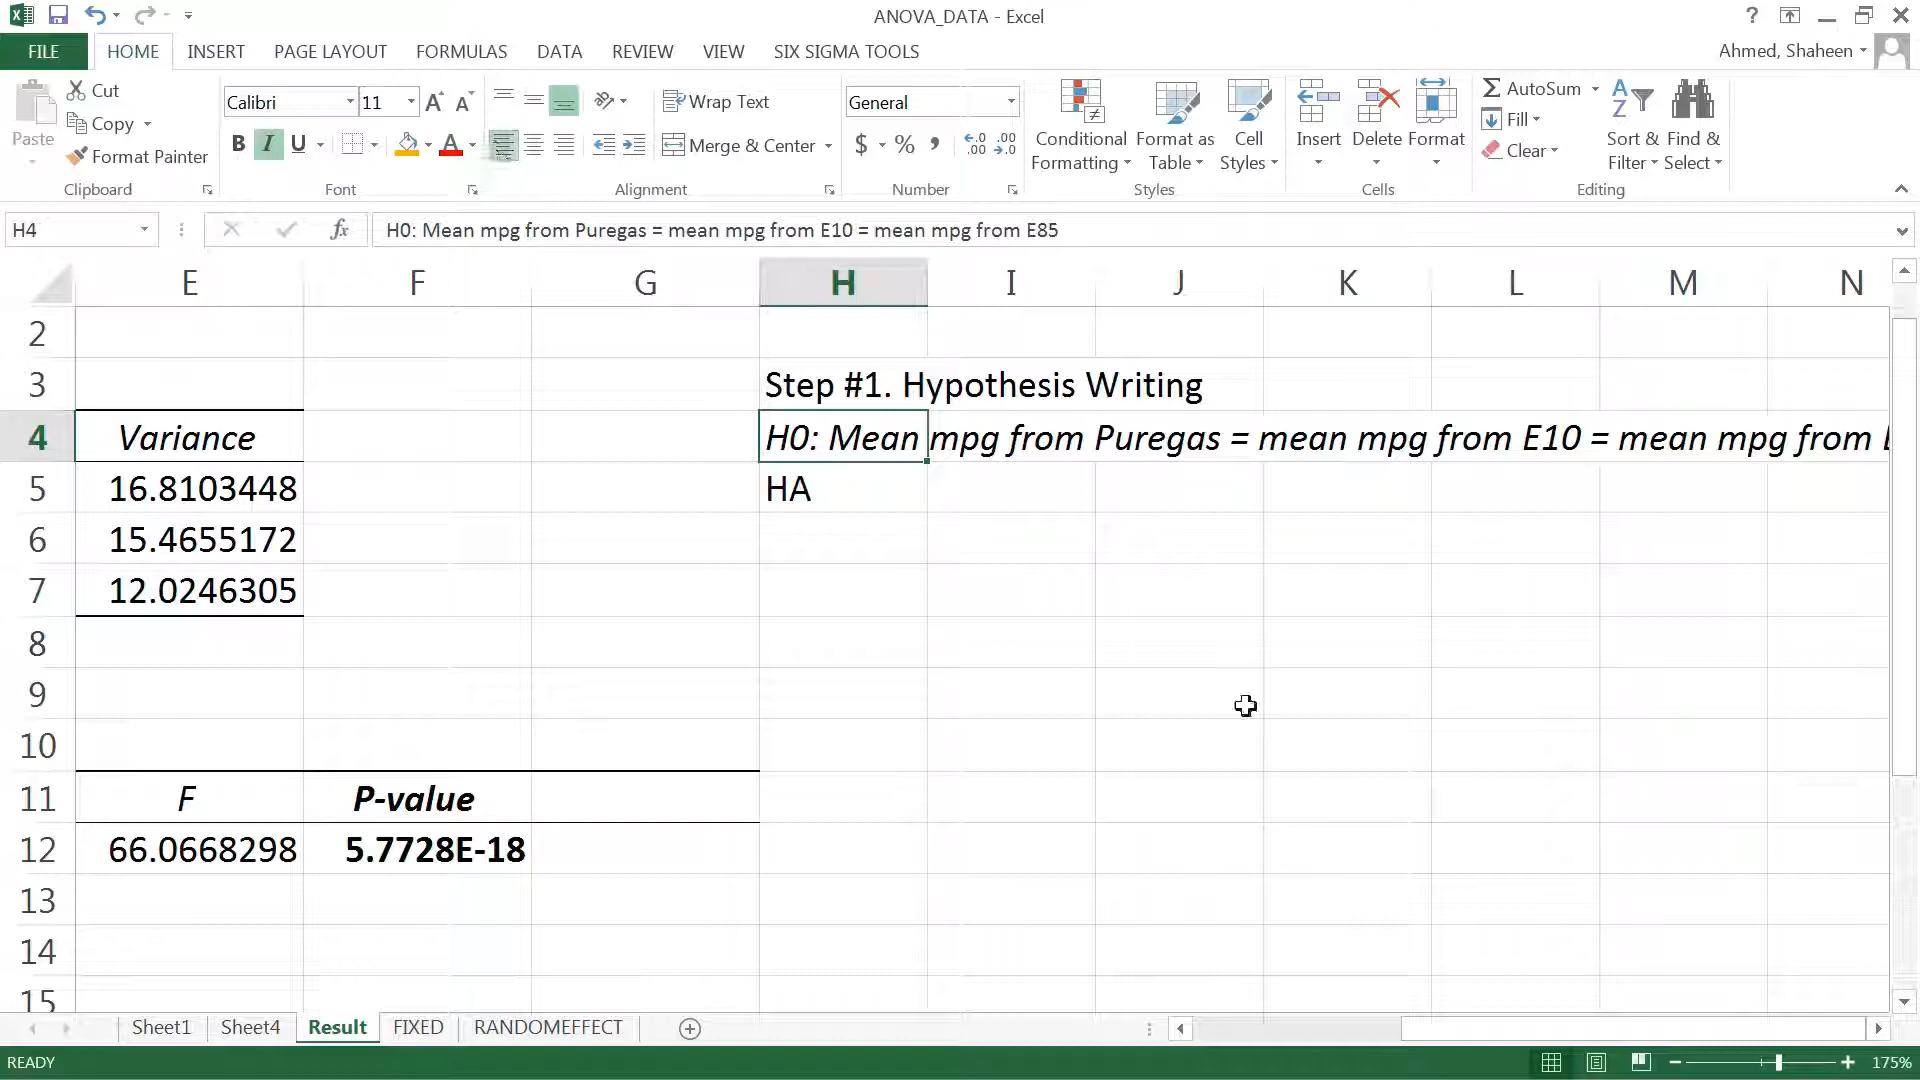 ANOVA_DATA - Excel
?
FILE HOME INSERT PAGE LAYOUT FORMULAS DATA REVIEW VIEW SIX SIGMA TOOLS
Ahmed, Shaheen
Paste
Cut
Copy
Format Painter
Clipboard
Calibri 11
B I U
Font
Wrap Text
Merge & Center
Alignment
General
$ %
Number
Conditional Formatting
Format as Table
Cell Styles
Styles
Insert Delete Format
Cells
AutoSum
Fill
Clear
Sort & Filter
Find & Select
Editing
H4
fx
H0: Mean mpg from Puregas = mean mpg from E10 = mean mpg from E85
E F G H I J K L M N
2
3 Step #1. Hypothesis Writing
4 Variance H0: Mean mpg from Puregas = mean mpg from E10 = mean mpg from
5 16.8103448 HA
6 15.4655172
7 12.0246305
8
9
10
11 F P-value
12 66.0668298 5.7728E-18
13
14
15
Sheet1 Sheet4 Result FIXED RANDOMEFFECT
READY
175%